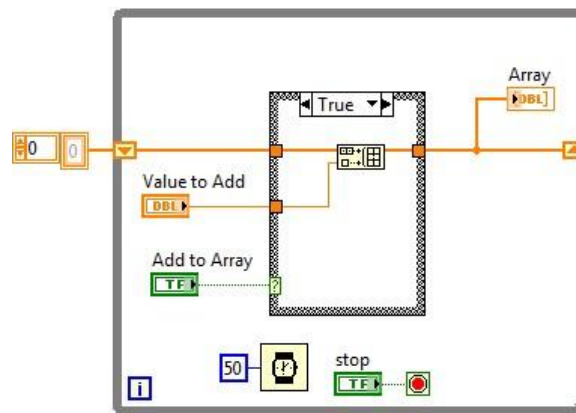 Array
True
DBL]
0 0
Value to Add
DBL
Add to Array
TF
?
50
stop
TF
i